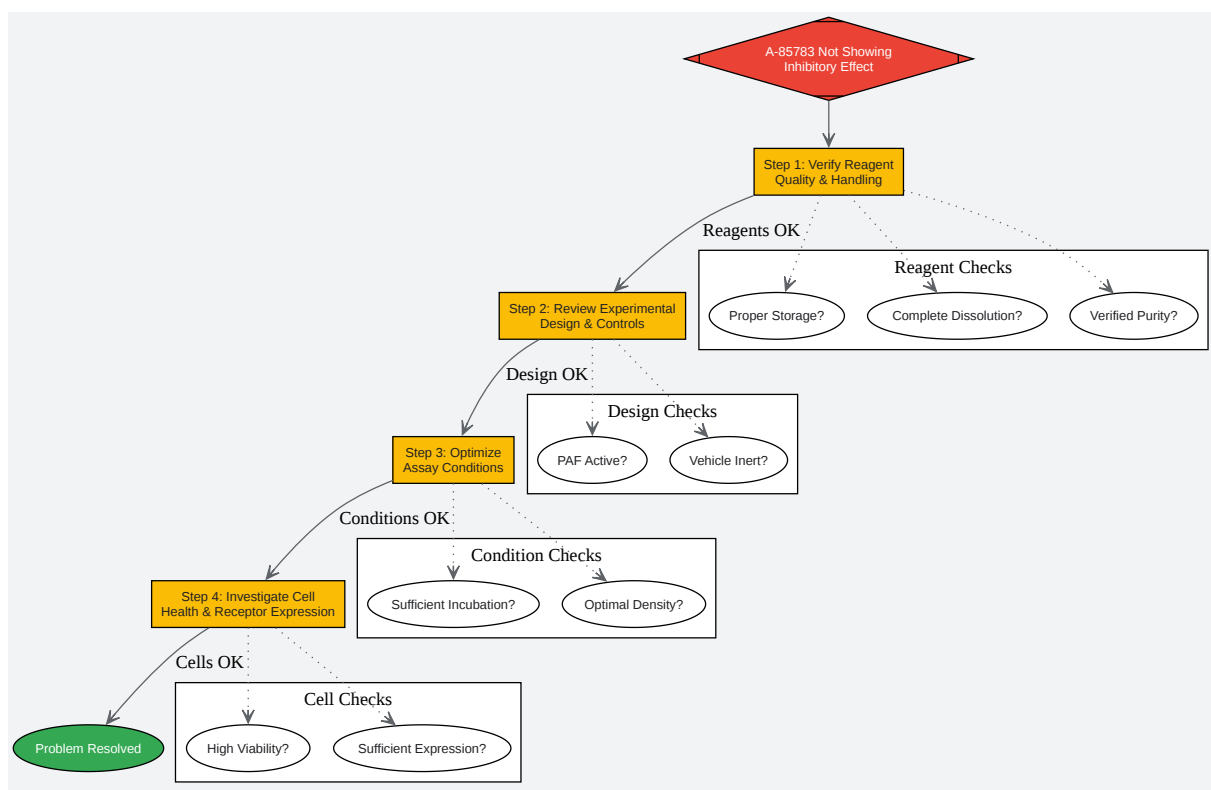 A-85783 Not Showing
Inhibitory Effect
Step 1: Verify Reagent
Quality & Handling
Reagents OK
Reagent Checks
Proper Storage?
Complete Dissolution?
Verified Purity?
Step 2: Review Experimental
Design & Controls
Design OK
Design Checks
PAF Active?
Vehicle Inert?
Step 3: Optimize
Assay Conditions
Conditions OK
Condition Checks
Sufficient Incubation?
Optimal Density?
Step 4: Investigate Cell
Health & Receptor Expression
Cells OK
Cell Checks
High Viability?
Sufficient Expression?
Problem Resolved